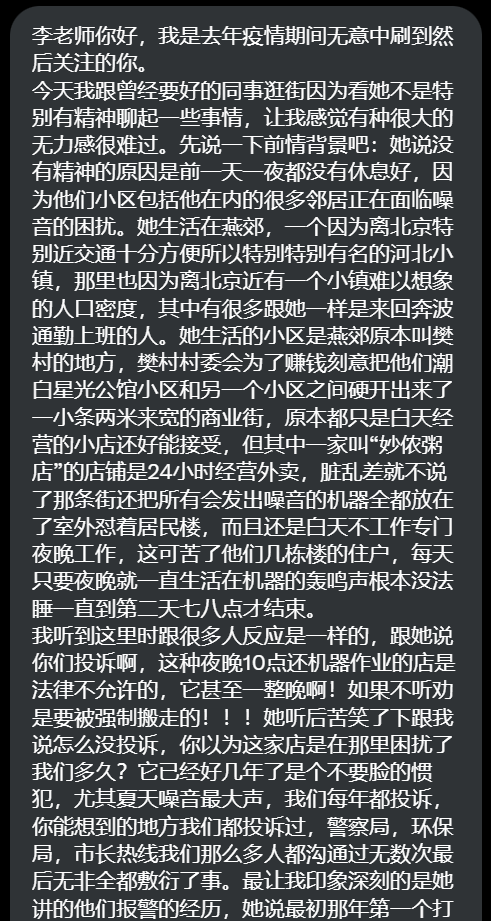 李老师你好，我是去年疫情期间无意中刷到然
后关注的你。
今天我跟曾经要好的同事逛街因为看她不是特
别有精神聊起一些事情，让我感觉有种很大的
无力感很难过。先说一下前情背景吧：她说没
有精神的原因是前一天一夜都没有休息好，因
为他们小区包括他在内的很多邻居正在面临噪
音的困扰。她生活在燕郊，一个因为离北京特
别近交通十分方便所以特别特别有名的河北小
镇，那里也因为离北京近有一个小镇难以想象
的人口密度，其中有很多跟她一样是来回奔波
通勤上班的人。她生活的小区是燕郊原本叫樊
村的地方，樊村村委会为了赚钱刻意把他们潮
白星光公馆小区和另一个小区之间硬开出来了
一小条两米来宽的商业街，原本都只是白天经
营的小店还好能接受，但其中一家叫“妙侬粥
店”的店铺是24小时经营外卖，脏乱差就不说
了那条街还把所有会发出噪音的机器全都放在
了室外怼着居民楼，而且还是白天不工作专门
夜晚工作，这可苦了他们几栋楼的住户，每天
只要夜晚就一直生活在机器的轰鸣声根本没法
睡一直到第二天七八点才结束。
我听到这里时跟很多人反应是一样的，跟她说
你们投诉啊，这种夜晚10点还机器作业的店是
法律不允许的，它甚至一整晚啊！如果不听劝
是要被强制搬走的！！！她听后苦笑了下跟我
说怎么没投诉，你以为这家店是在那里困扰了
我们多久？它已经好几年了是个不要脸的惯
犯，尤其夏天噪音最大声，我们每年都投诉，
你能想到的地方我们都投诉过，警察局，环保
局，市长热线我们那么多人都沟通过无数次最
后无非全都敷衍了事。最让我印象深刻的是她
讲的他们报警的经历，她说最初那年第一个打